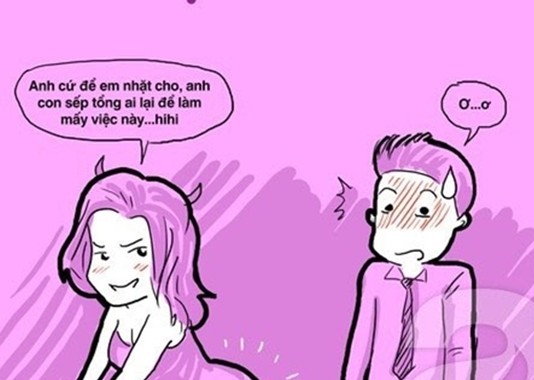 Anh cứ để em nhặt cho, anh
con sếp tổng ai lại để làm
mấy việc này...hihi
Ơ...ơ